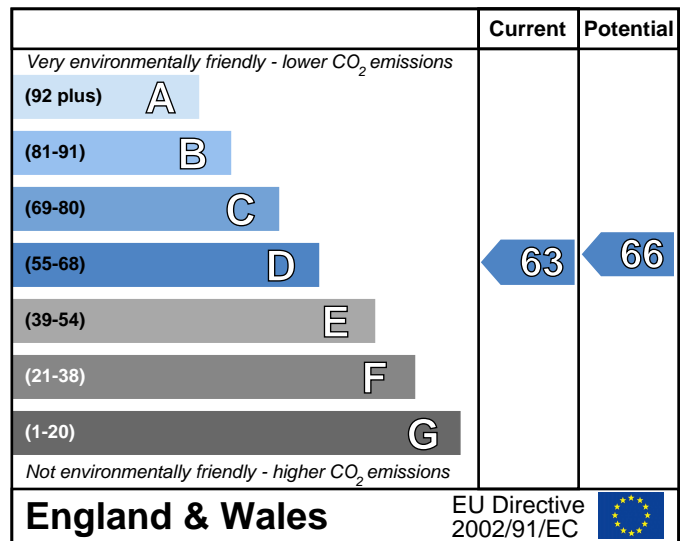 Current Potential
Very environmentally friendly - lower CO2 emissions
(92 plus) A
(81-91) B
(69-80) C
(55-68) D 63 66
(39-54) E
(21-38) F
(1-20) G
Not environmentally friendly - higher CO2 emissions
England & Wales
EU Directive
2002/91/EC